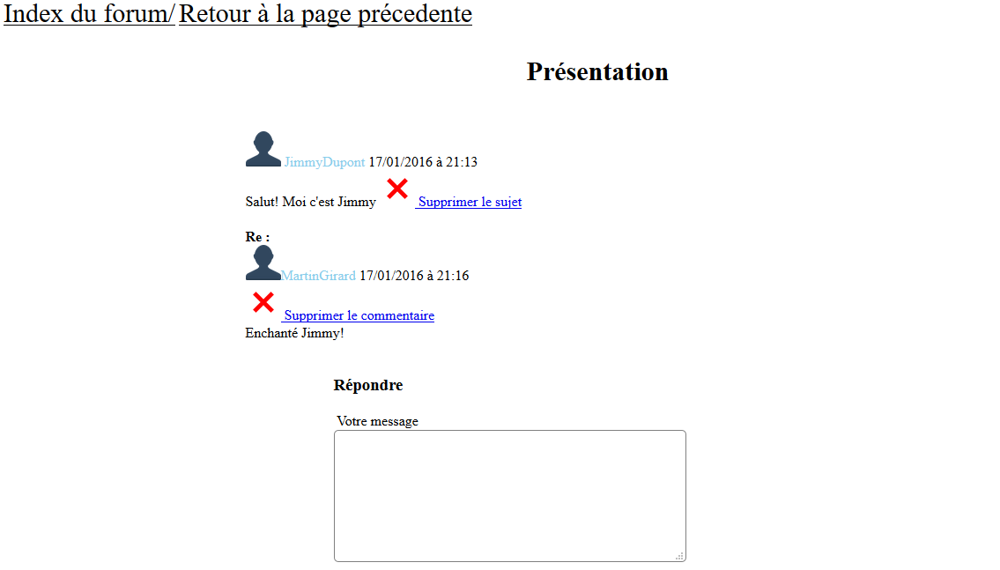 Index du forum/ Retour à la page précedente
Présentation
JimmyDupont 17/01/2016 à 21:13
Salut! Moi c'est Jimmy Supprimer le sujet
Re :
MartinGirard 17/01/2016 à 21:16
Supprimer le commentaire
Enchanté Jimmy!
Répondre
Votre message